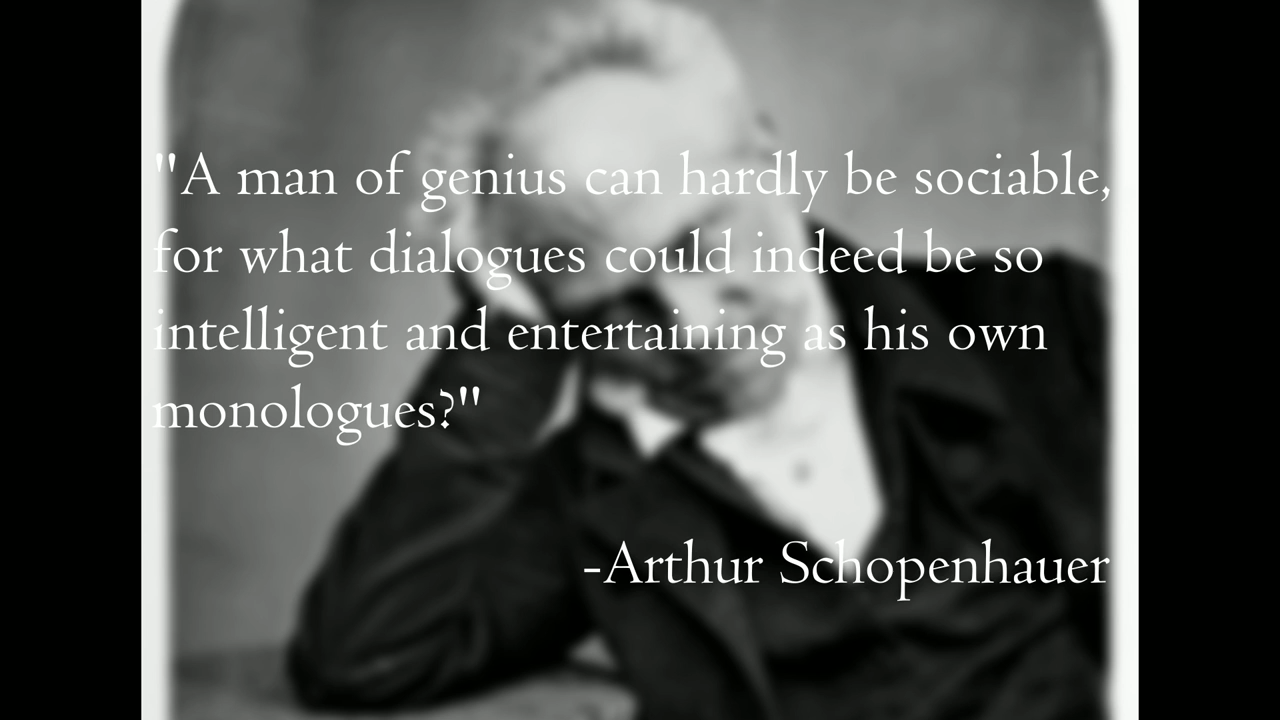 "A man of genius can hardly be sociable,
for what dialogues could indeed be so
intelligent and entertaining as his own
monologues?"
-Arthur Schopenhauer